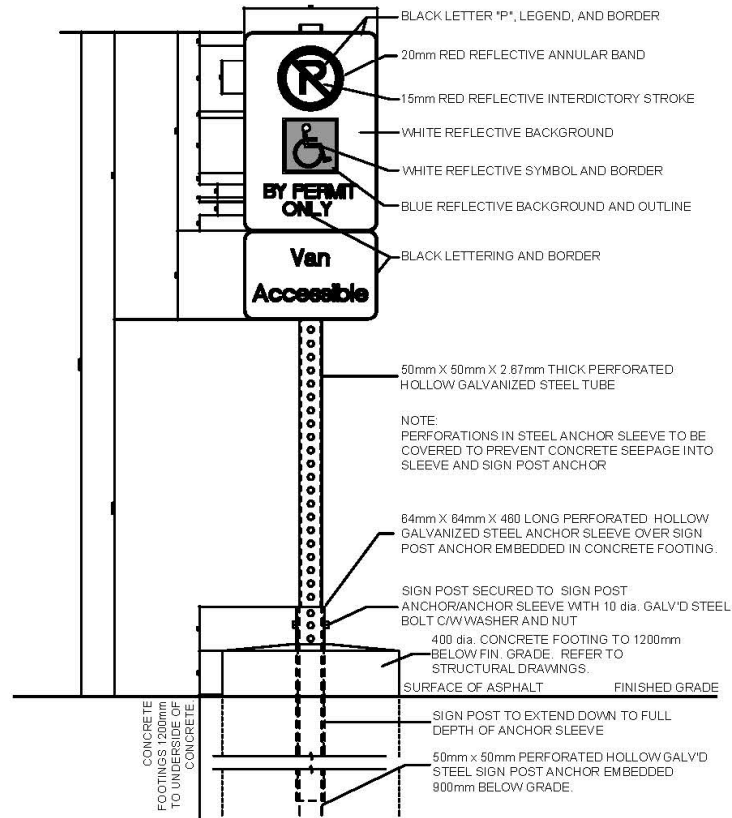 BLACK LETTER "P", LEGEND, AND BORDER
20mm RED REFLECTIVE ANNULAR BAND
15mm RED REFLECTIVE INTERDICTORY STROKE
WHITE REFLECTIVE BACKGROUND
WHITE REFLECTIVE SYMBOL AND BORDER
BLUE REFLECTIVE BACKGROUND AND OUTLINE
BLACK LETTERING AND BORDER
P
BY PERMIT
ONLY
Van
Accessible
50mm X 50mm X 2.67mm THICK PERFORATED
HOLLOW GALVANIZED STEEL TUBE
NOTE:
PERFORATIONS IN STEEL ANCHOR SLEEVE TO BE
COVERED TO PREVENT CONCRETE SEEPAGE INTO
SLEEVE AND SIGN POST ANCHOR
64mm X 64mm X 460 LONG PERFORATED HOLLOW
GALVANIZED STEEL ANCHOR SLEEVE OVER SIGN
POST ANCHOR EMBEDDED IN CONCRETE FOOTING.
SIGN POST SECURED TO SIGN POST
ANCHOR/ANCHOR SLEEVE WITH 10 dia. GALV'D STEEL
BOLT C/W WASHER AND NUT
400 dia. CONCRETE FOOTING TO 1200mm
BELOW FIN. GRADE. REFER TO
STRUCTURAL DRAWINGS.
SURFACE OF ASPHALT FINISHED GRADE
SIGN POST TO EXTEND DOWN TO FULL
DEPTH OF ANCHOR SLEEVE
50mm x 50mm PERFORATED HOLLOW GALV'D
STEEL SIGN POST ANCHOR EMBEDDED
900mm BELOW GRADE.
CONCRETE
FOOTINGS 1200mm
TO UNDERSIDE OF
CONCRETE.